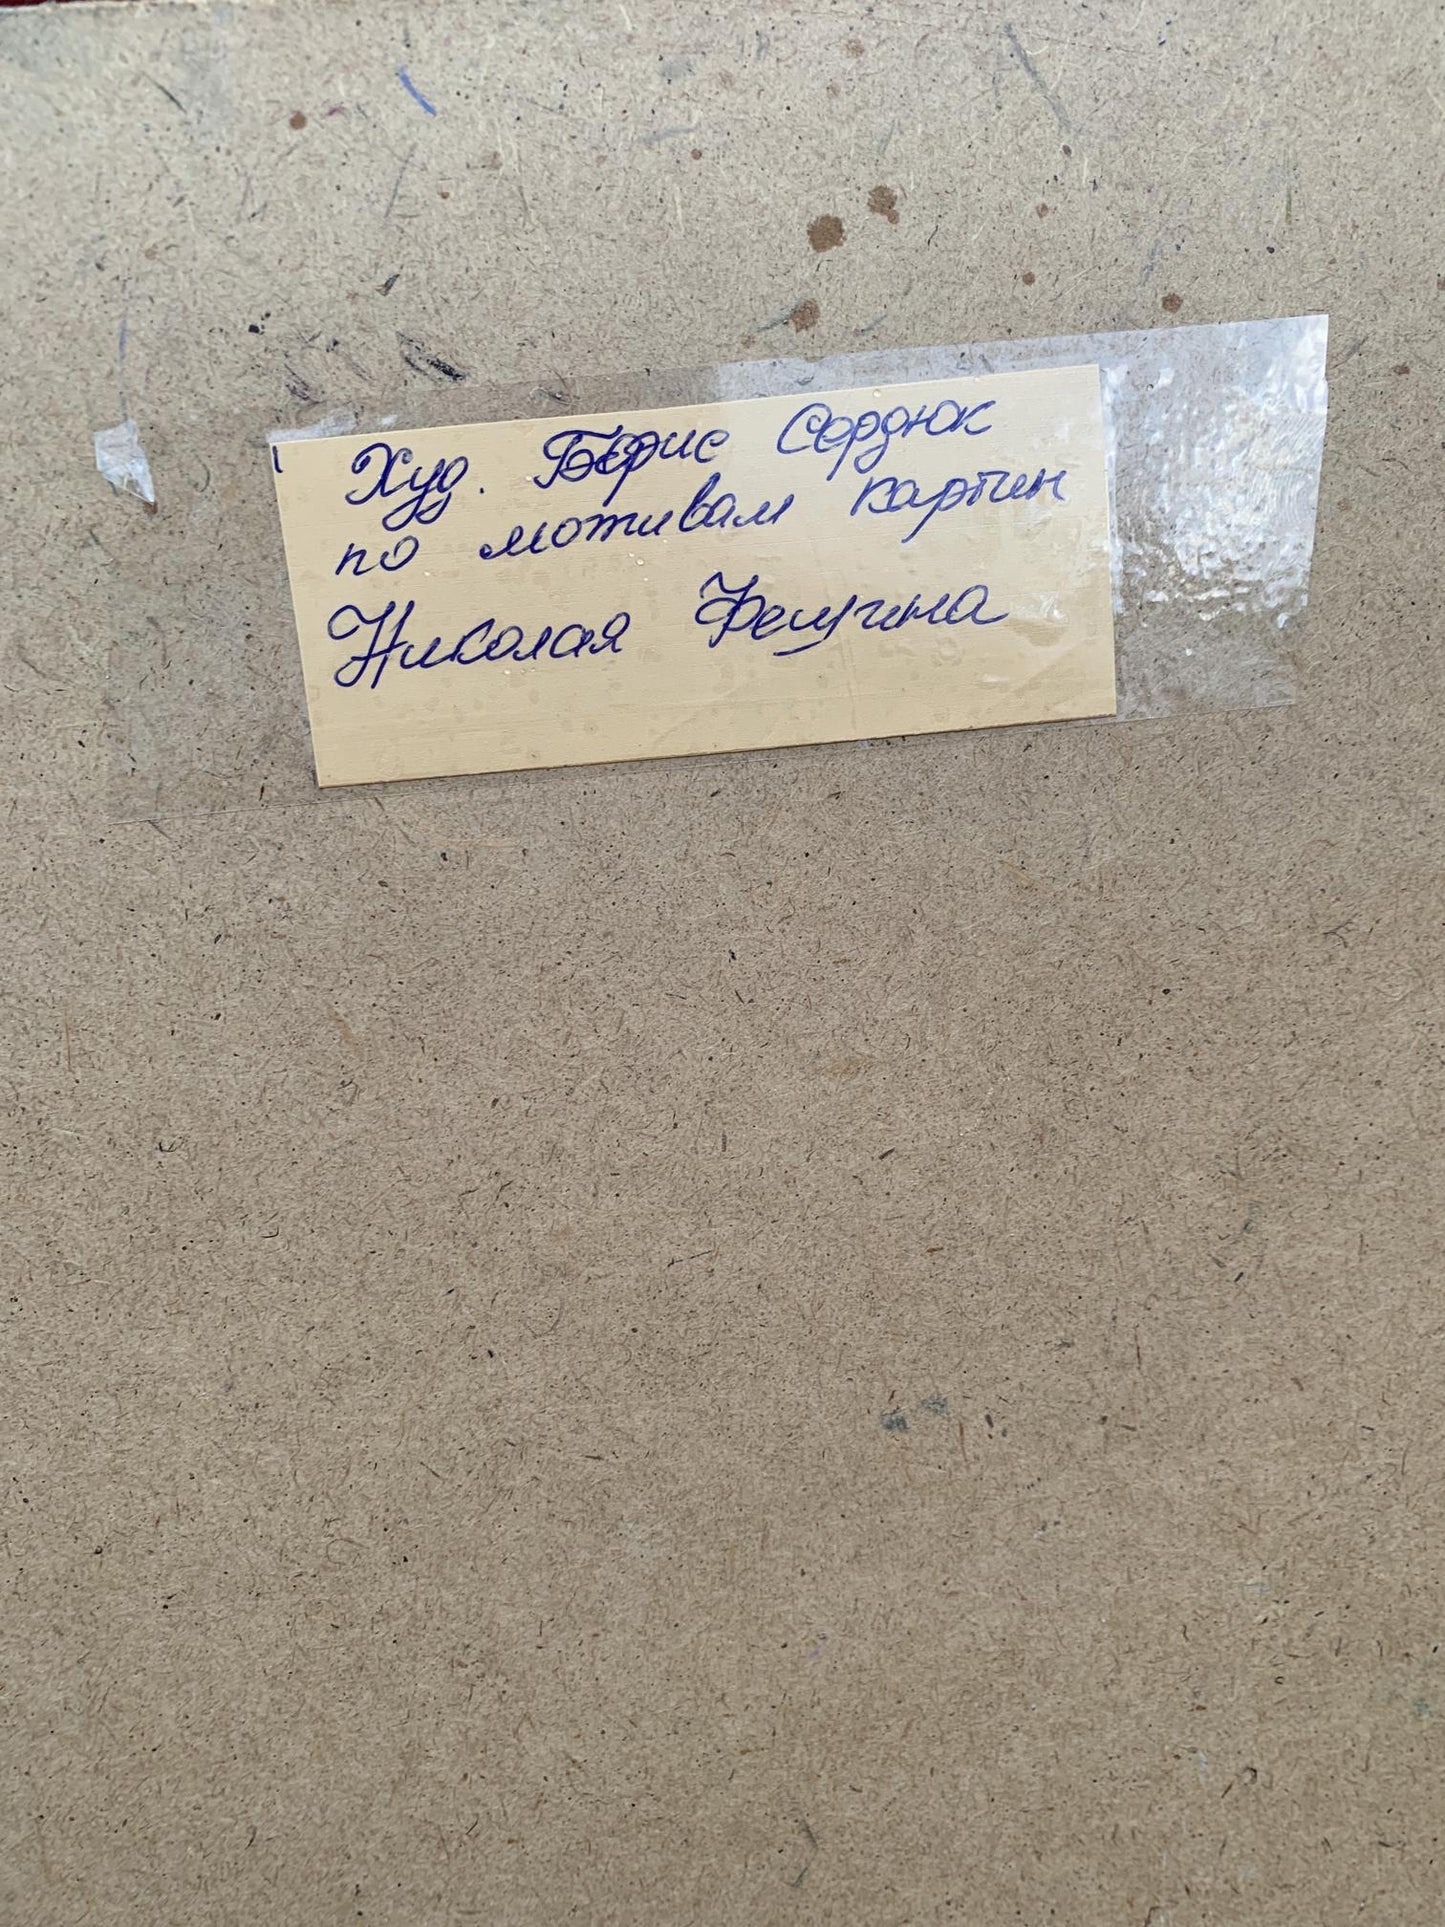 Худ. Борис Сердюк
по мотивам картин
Николая Фешина